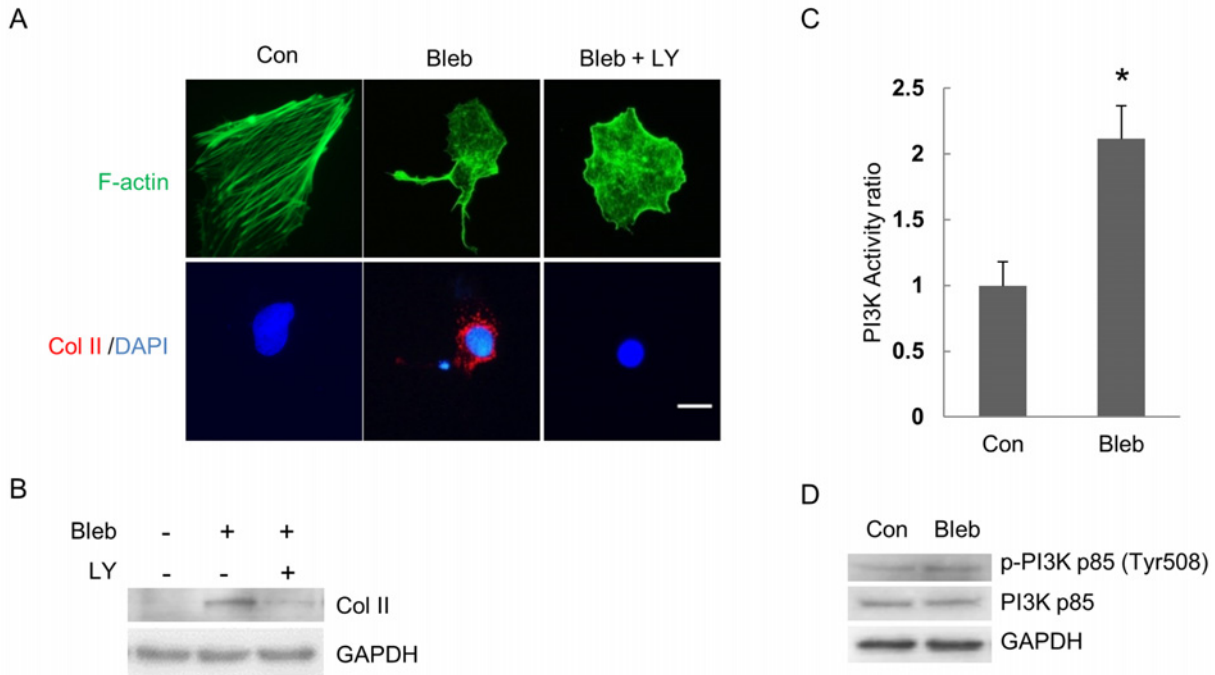 A
Con Bleb Bleb + LY
F-actin
Col II /DAPI
B
Bleb - + +
LY - - +
Col II
GAPDH
C
*
PI3K Activity ratio
2.5
2
1.5
1
0.5
0
Con Bleb
D
Con Bleb
p-PI3K p85 (Tyr508)
PI3K p85
GAPDH